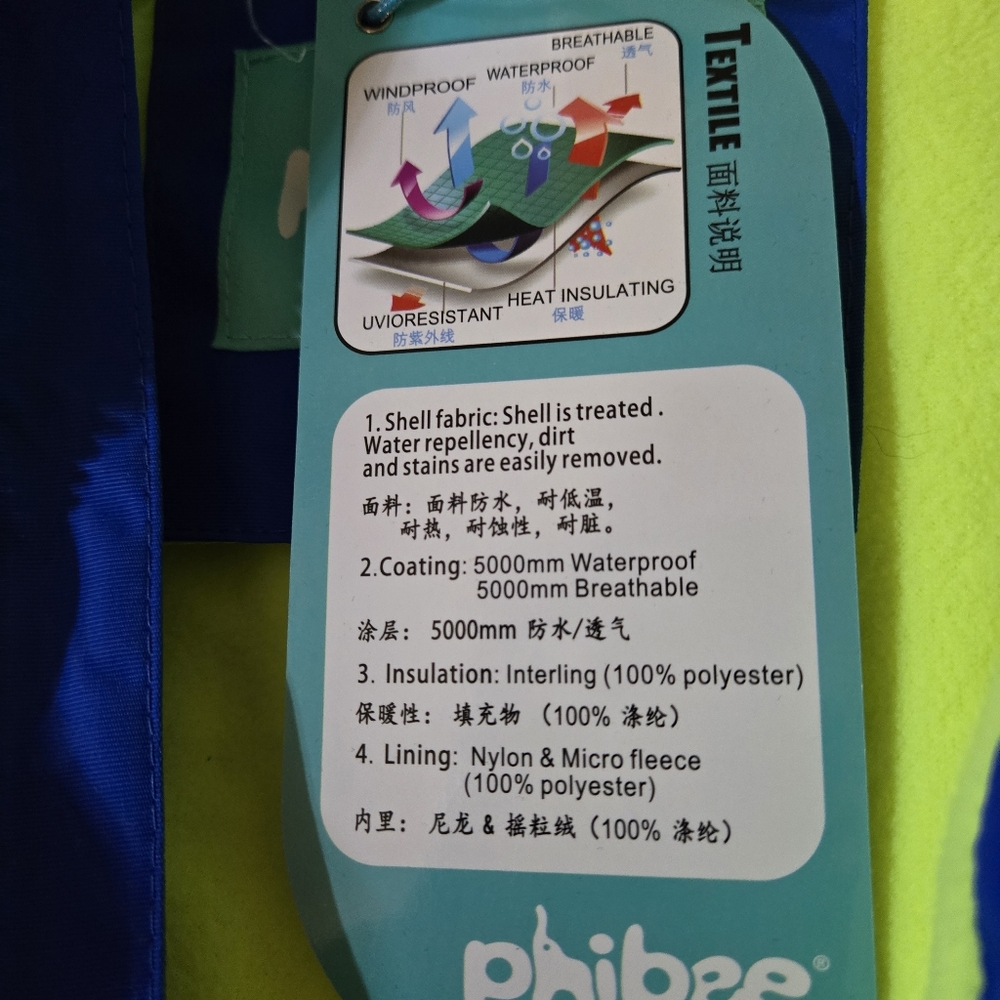 BREATHABLE
透气
WATERPROOF
防水
WINDPROOF
防风
HEAT INSULATING
保暖
UVIORESISTANT
防紫外线
TEXTILE 面料说明
1. Shell fabric: Shell is treated .
Water repellency, dirt
and stains are easily removed.
面料：面料防水，耐低温，
耐热，耐蚀性，耐脏。
2.Coating: 5000mm Waterproof
5000mm Breathable
涂层： 5000mm 防水/透气
3. Insulation: Interling (100% polyester)
保暖性： 填充物 （100% 涤纶）
4. Lining: Nylon & Micro fleece
(100% polyester)
内里： 尼龙 & 摇粒绒（100% 涤纶）
phibee®